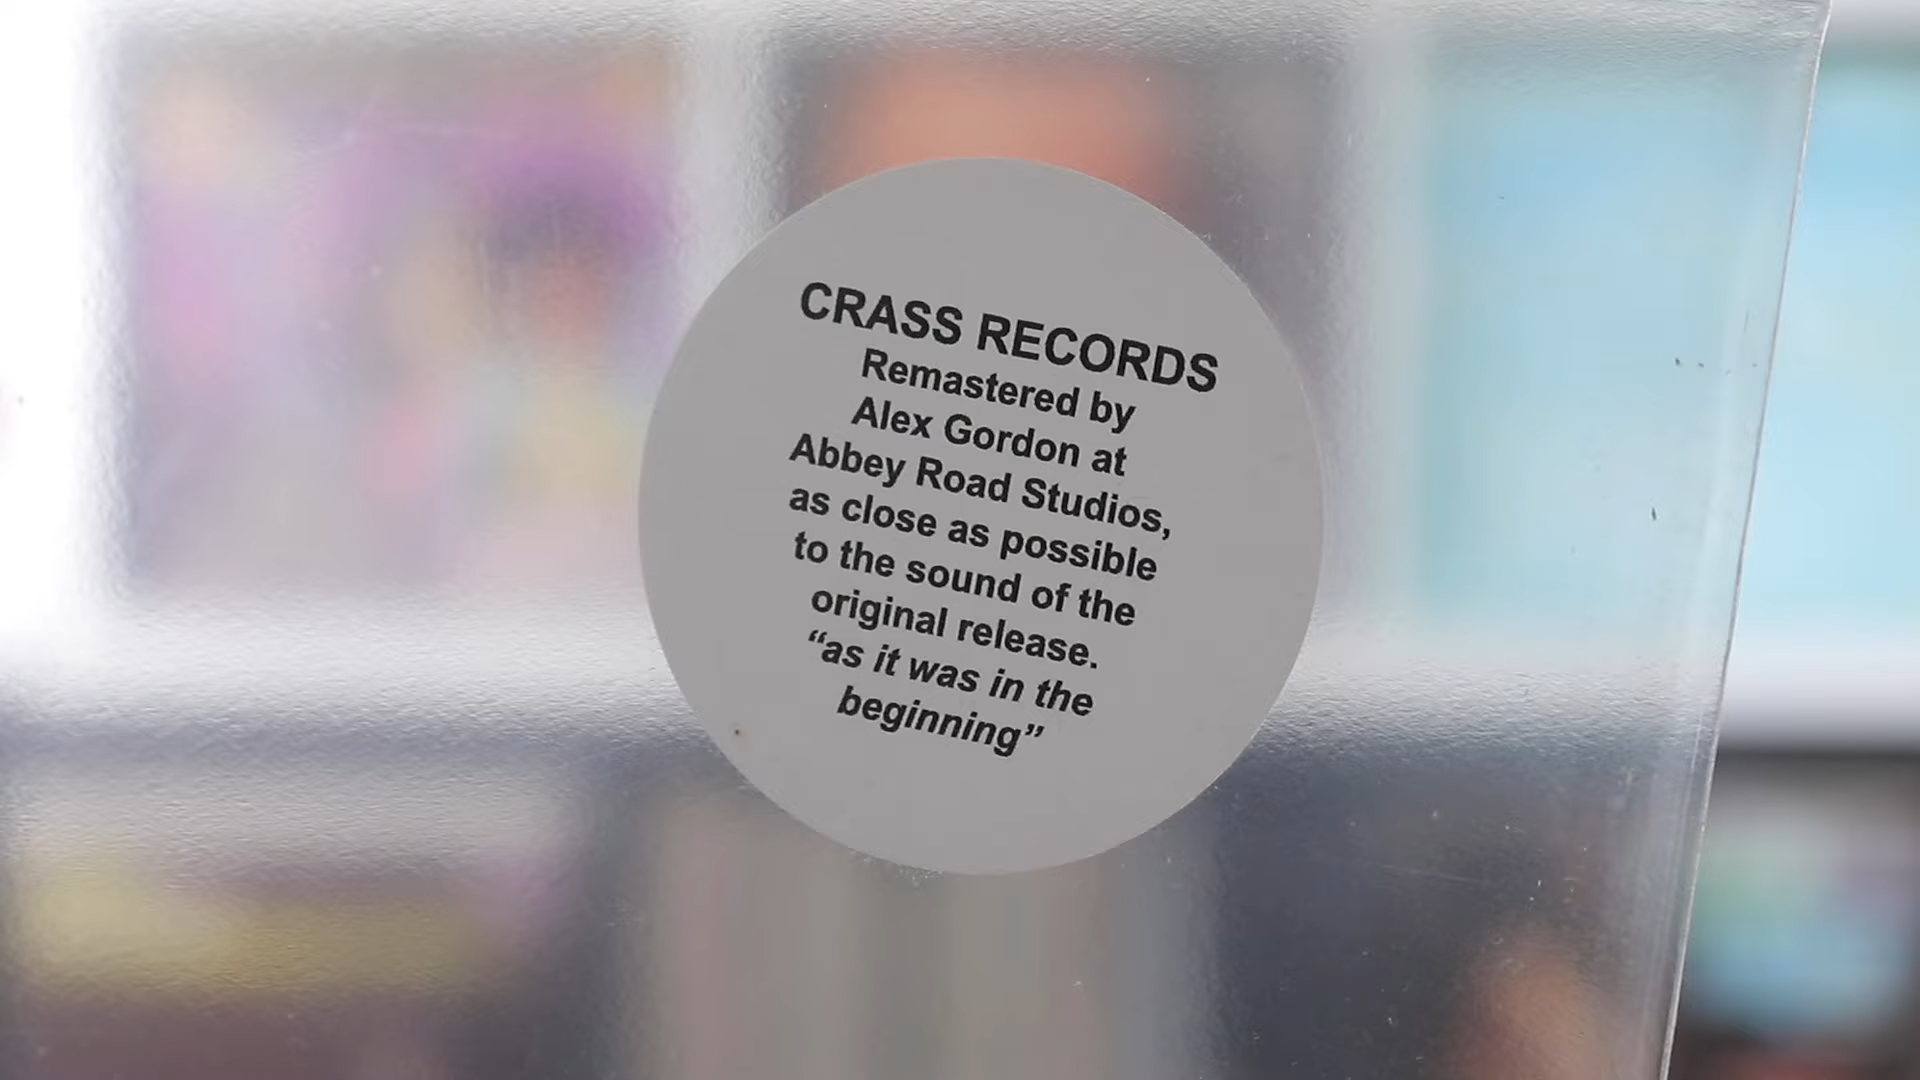 CRASS RECORDS
Remastered by
Alex Gordon at
Abbey Road Studios,
as close as possible
to the sound of the
original release.
“as it was in the
beginning”